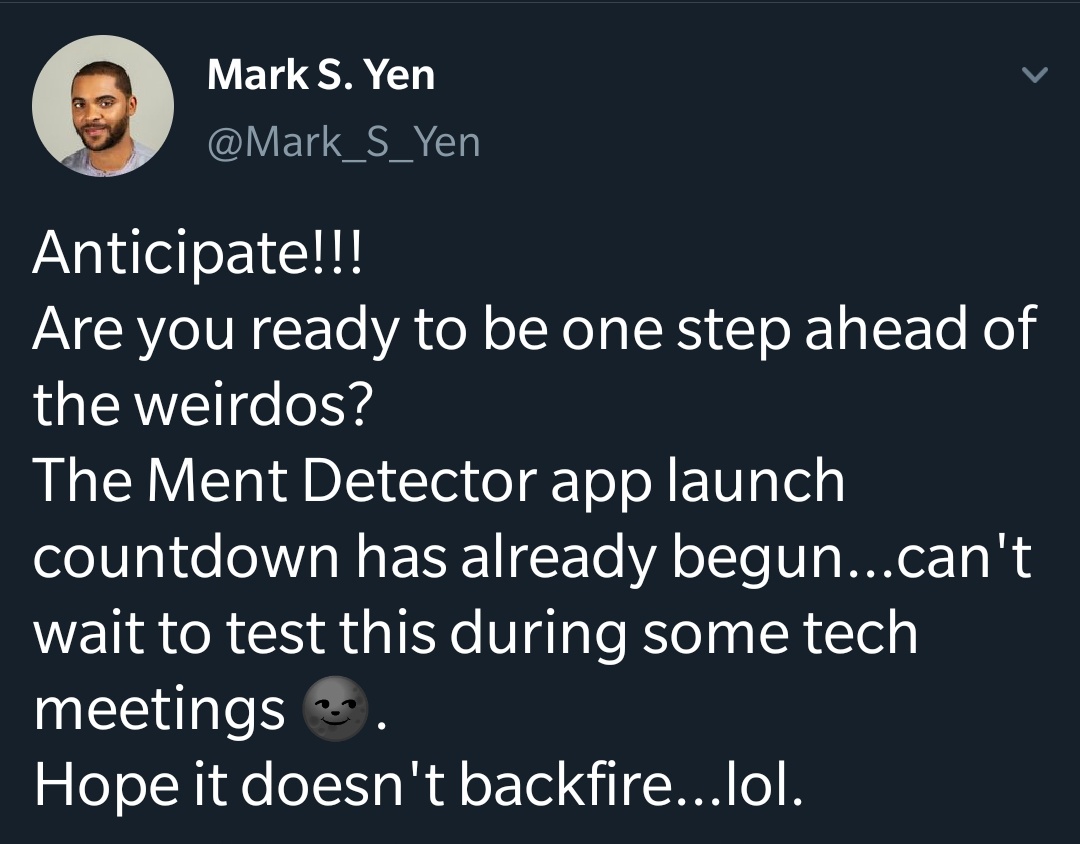 Mark S. Yen
@Mark_S_Yen
Anticipate!!!
Are you ready to be one step ahead of
the weirdos?
The Ment Detector app launch
countdown has already begun...can't
wait to test this during some tech
meetings 🌚.
Hope it doesn't backfire...lol.